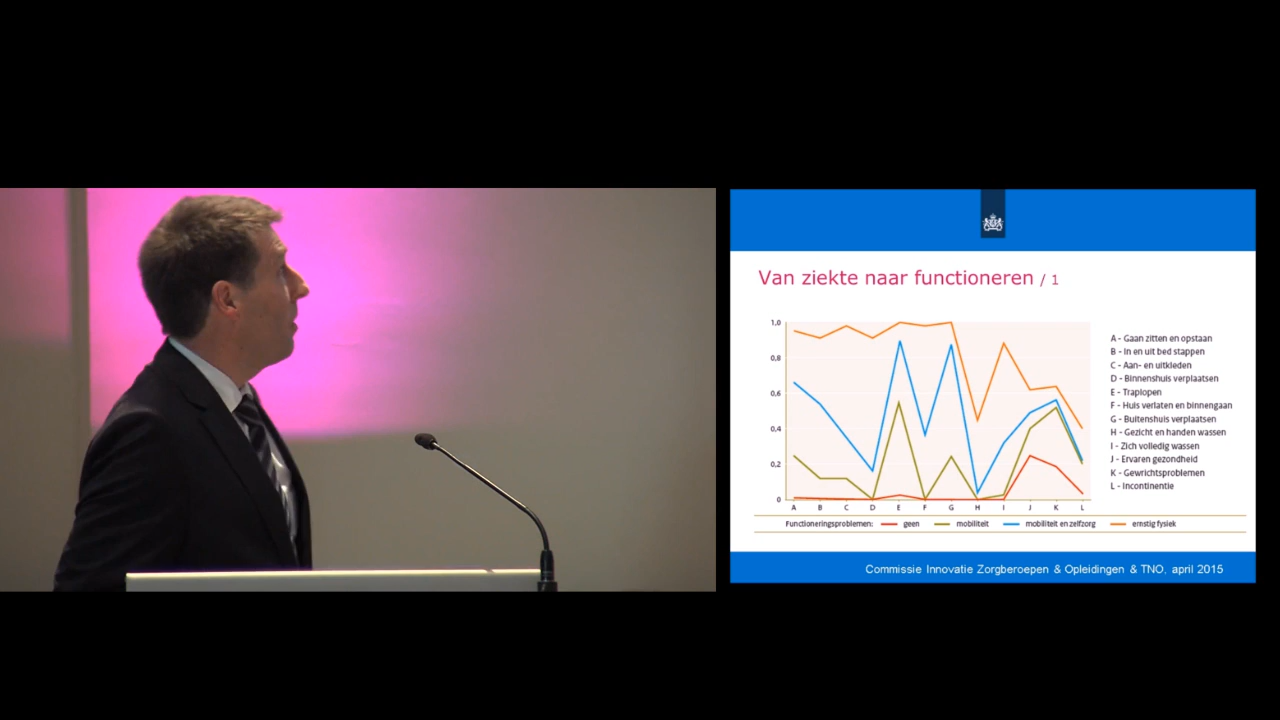 Van ziekte naar functioneren / 1
1,0
0,8
0,6
0,4
0,2
0
A B C D E F G H I J K L
A - Gaan zitten en opstaan
B - In en uit bed stappen
C - Aan- en uitkleden
D - Binnenshuis verplaatsen
E - Traplopen
F - Huis verlaten en binnengaan
G - Buitenshuis verplaatsen
H - Gezicht en handen wassen
I - Zich volledig wassen
J - Ervaren gezondheid
K - Gewrichtsproblemen
L - Incontinentie
Functioneringsproblemen: geen mobiliteit mobiliteit en zelfzorg ernstig fysiek
Commissie Innovatie Zorgberoepen & Opleidingen & TNO, april 2015